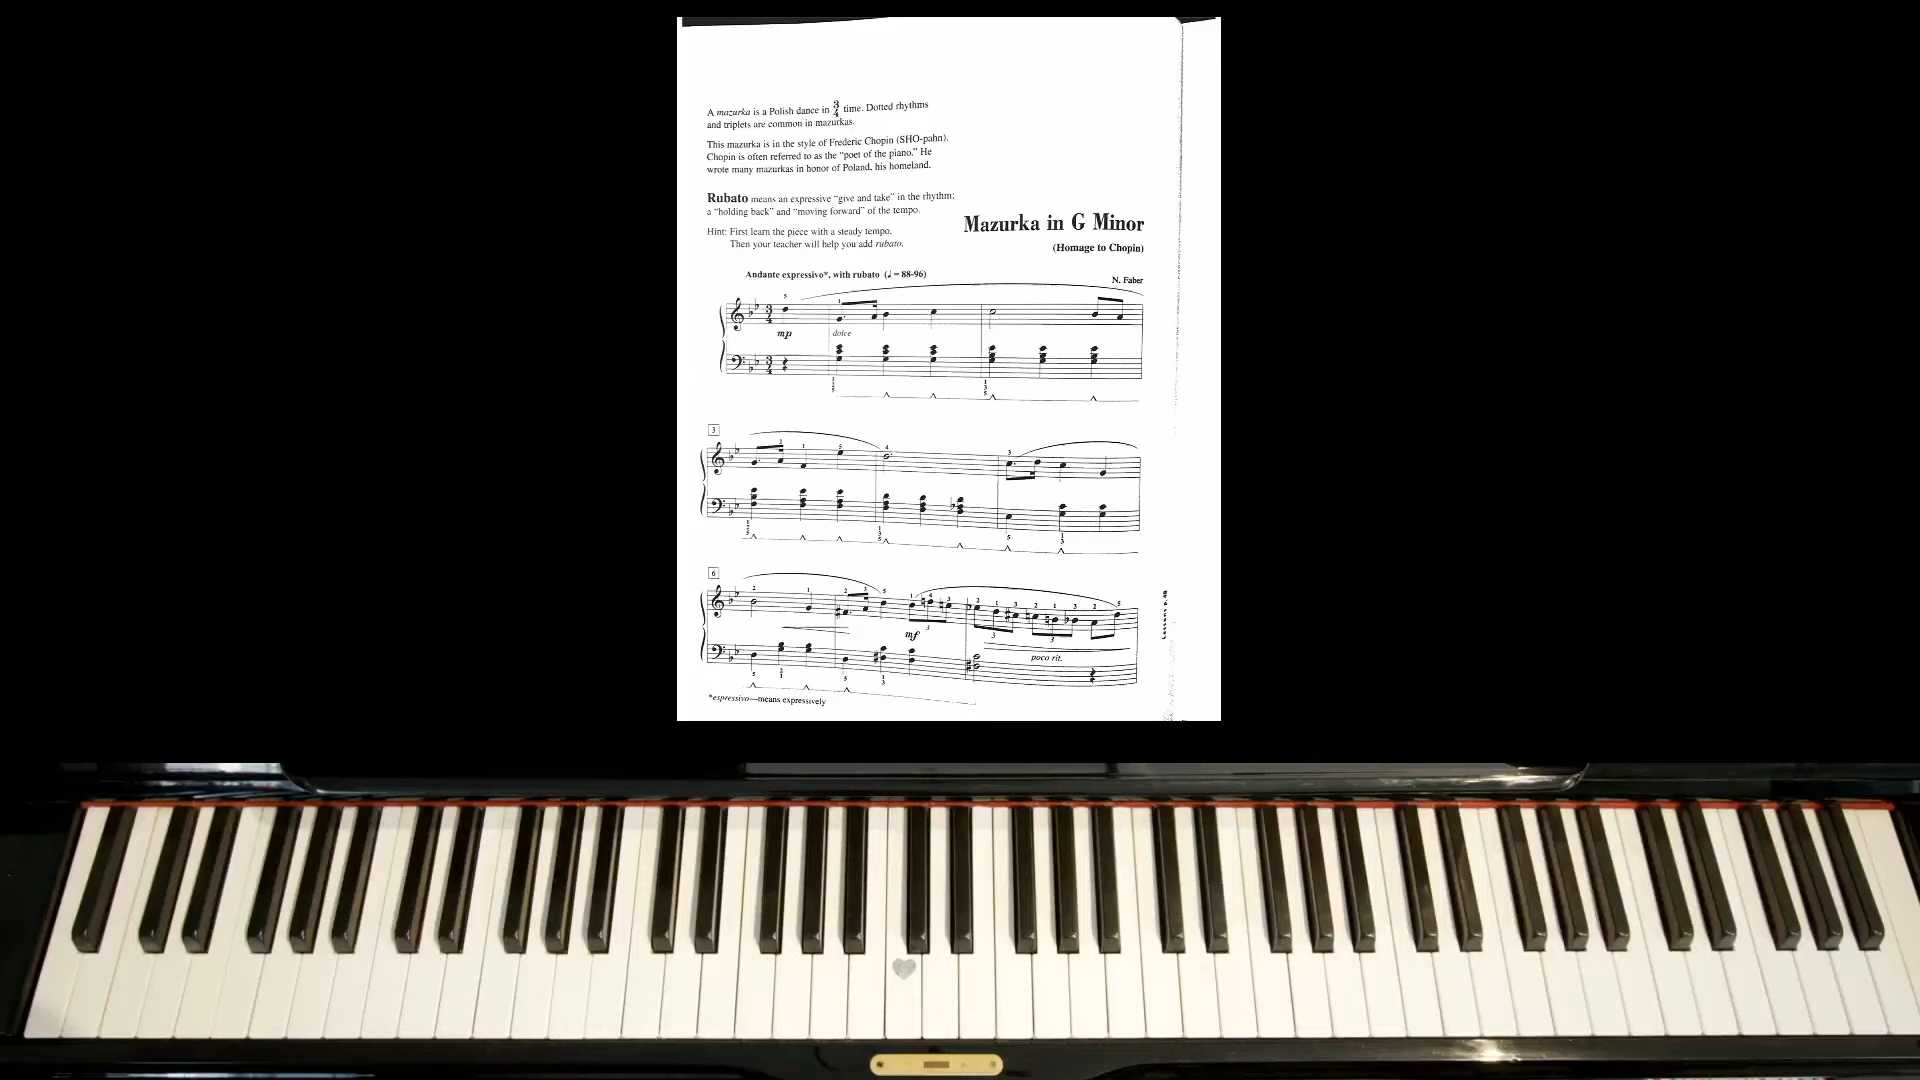 A mazurka is a Polish dance in 3/4 time. Dotted rhythms
and triplets are common in mazurkas.
This mazurka is in the style of Frederic Chopin (SHO-pahn).
Chopin is often referred to as the “poet of the piano.” He
wrote many mazurkas in honor of Poland, his homeland.
Rubato means an expressive “give and take” in the rhythm;
a “holding back” and “moving forward” of the tempo.
Hint: First learn the piece with a steady tempo.
Then your teacher will help you add rubato.
Mazurka in G Minor
(Homage to Chopin)
Andante expressivo*, with rubato (♩ = 88-96)
N. Faber
mp
dolce
3
6
mf
poco rit.
*espressivo—means expressively